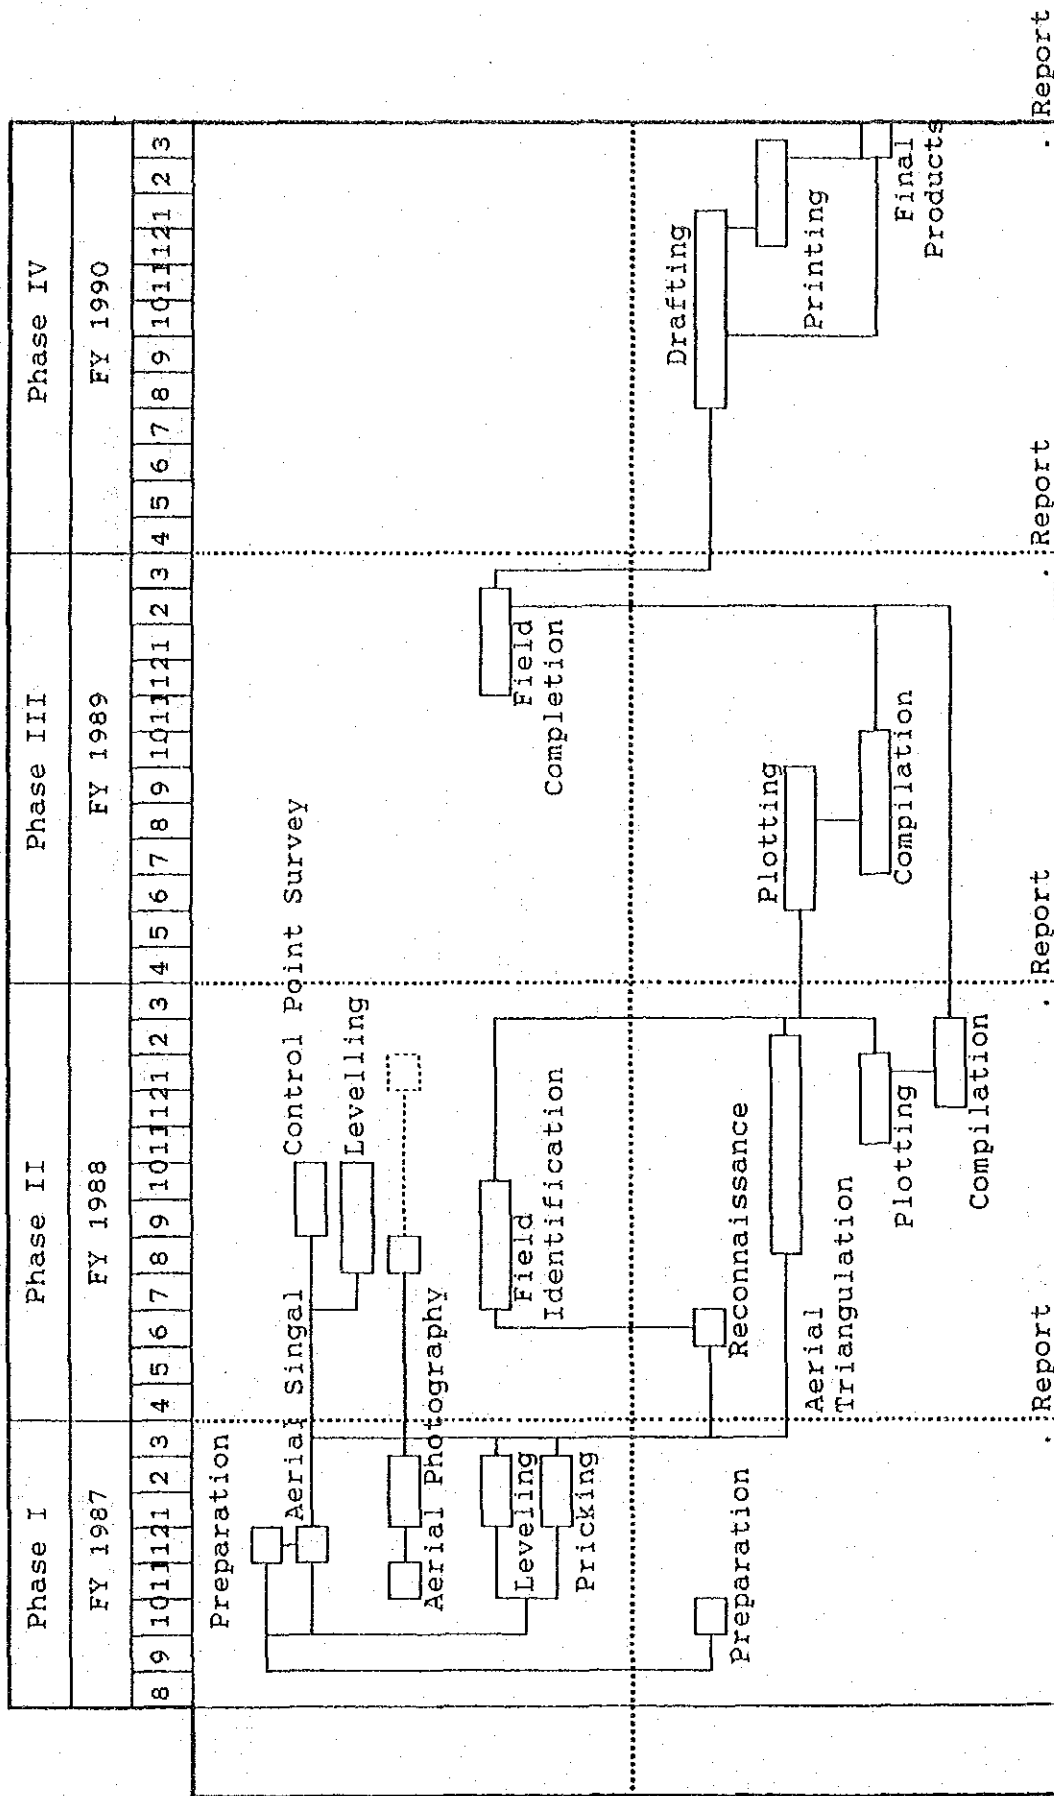 Phase I Phase II Phase III Phase IV
FY 1987 FY 1988 FY 1989 FY 1990
8 9 10 11 12 1 2 3 4 5 6 7 8 9 10 11 12 1 2 3 4 5 6 7 8 9 10 11 12 1 2 3 4 5 6 7 8 9 10 11 12 1 2 3
Preparation
Aerial Singal
Control Point Survey
Levelling
Aerial Photography
Leveling
Field
Identification
Field
Completion
Pricking
Preparation
Reconnaissance
Drafting
Plotting
Printing
Aerial
Triangulation
Plotting
Compilation
Final
Products
Compilation
. Report . Report . Report . Report